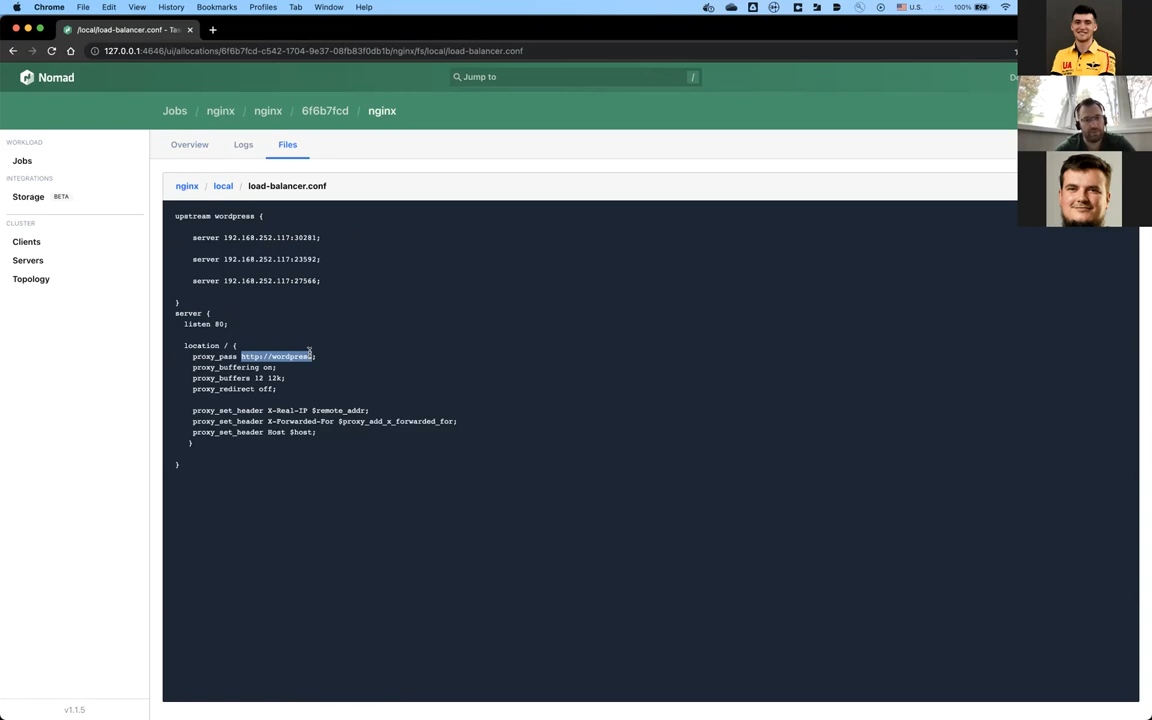 Chrome File Edit View History Bookmarks Profiles Tab Window Help U.S. 100%
/local/load-balancer.conf - Tas
127.0.0.1:4646/ui/allocations/6f6b7fcd-c542-1704-9e37-08fb83f0db1b/nginx/fs/local/load-balancer.conf
Nomad Jump to /
Jobs / nginx / nginx / 6f6b7fcd / nginx
WORKLOAD
Jobs
INTEGRATIONS
Storage BETA
CLUSTER
Clients
Servers
Topology
v1.1.5
Overview Logs Files
nginx / local / load-balancer.conf
upstream wordpress {
server 192.168.252.117:30281;
server 192.168.252.117:23592;
server 192.168.252.117:27566;
}
server {
listen 80;
location / {
proxy_pass http://wordpress;
proxy_buffering on;
proxy_buffers 12 12k;
proxy_redirect off;
proxy_set_header X-Real-IP $remote_addr;
proxy_set_header X-Forwarded-For $proxy_add_x_forwarded_for;
proxy_set_header Host $host;
}
}
UA